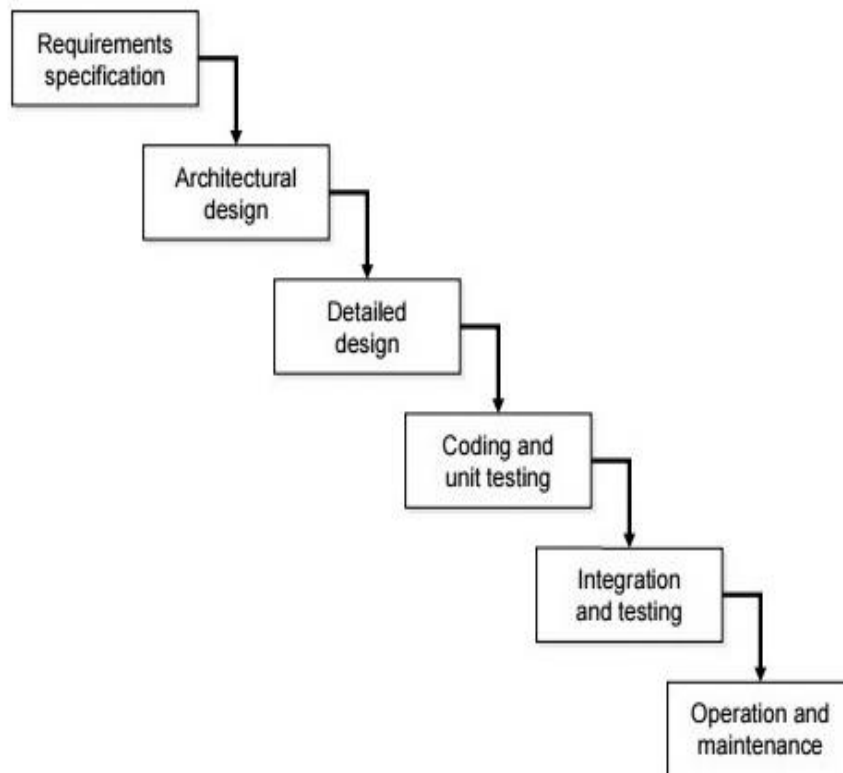 Requirements
specification
Architectural
design
Detailed
design
Coding and
unit testing
Integration
and testing
Operation and
maintenance